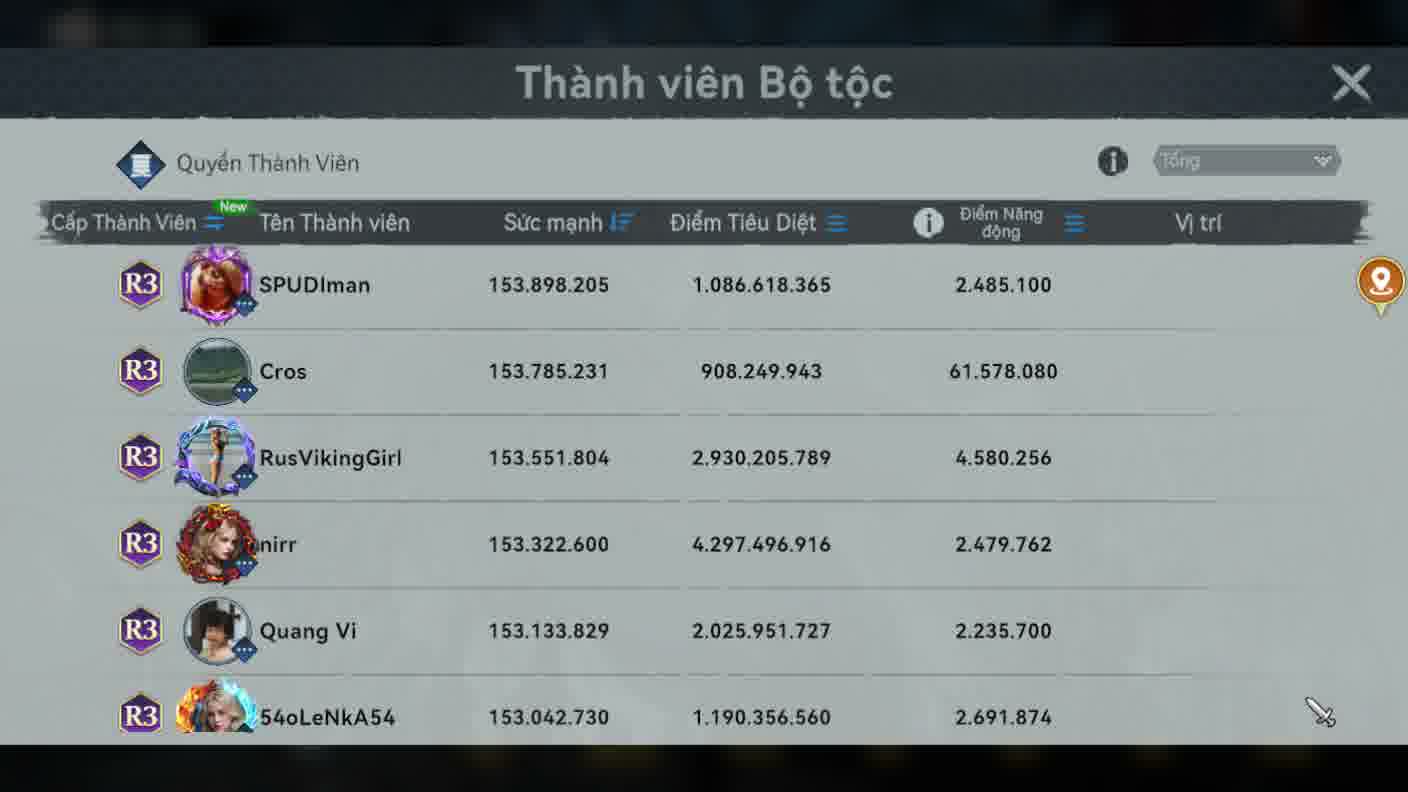 Thành viên Bộ tộc
Quyền Thành Viên
Tổng
Cấp Thành Viên New Tên Thành viên Sức mạnh Điểm Tiêu Diệt Điểm Năng động Vị trí
R3 SPUDIman 153.898.205 1.086.618.365 2.485.100
R3 Cros 153.785.231 908.249.943 61.578.080
R3 RusVikingGirl 153.551.804 2.930.205.789 4.580.256
R3 nirr 153.322.600 4.297.496.916 2.479.762
R3 Quang Vi 153.133.829 2.025.951.727 2.235.700
R3 54oLeNkA54 153.042.730 1.190.356.560 2.691.874